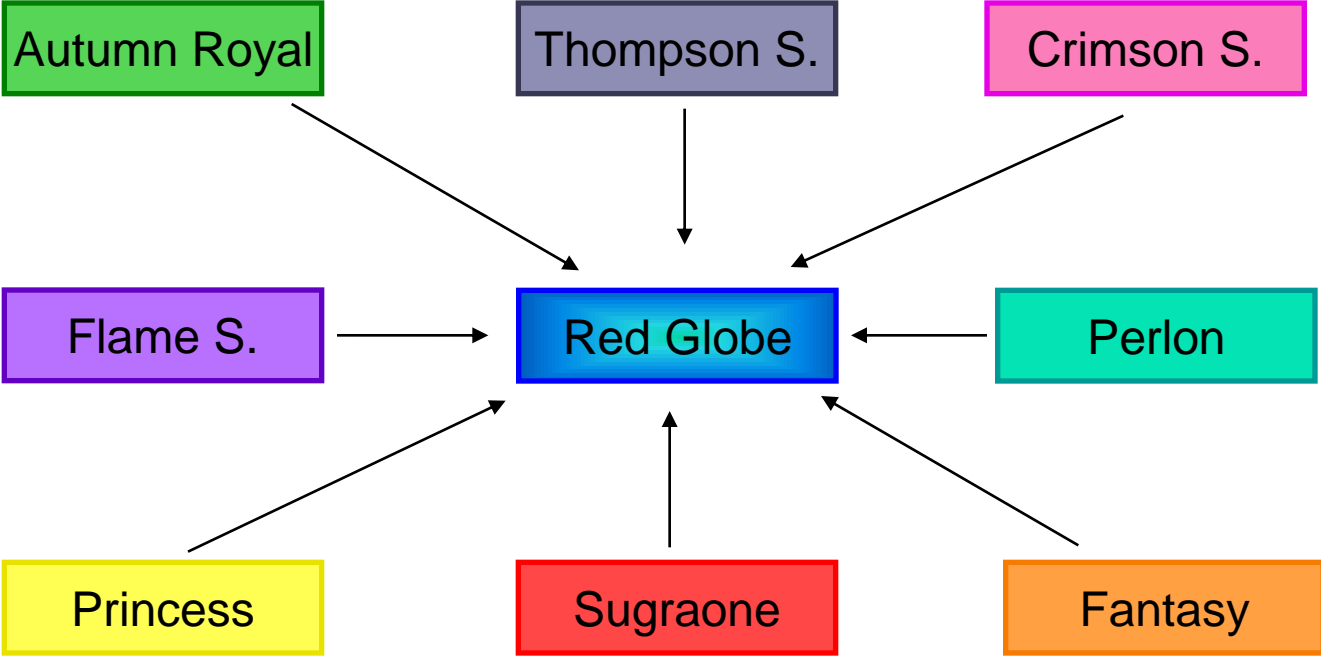 Autumn Royal
Thompson S.
Crimson S.
Flame S.
Red Globe
Perlon
Princess
Sugraone
Fantasy